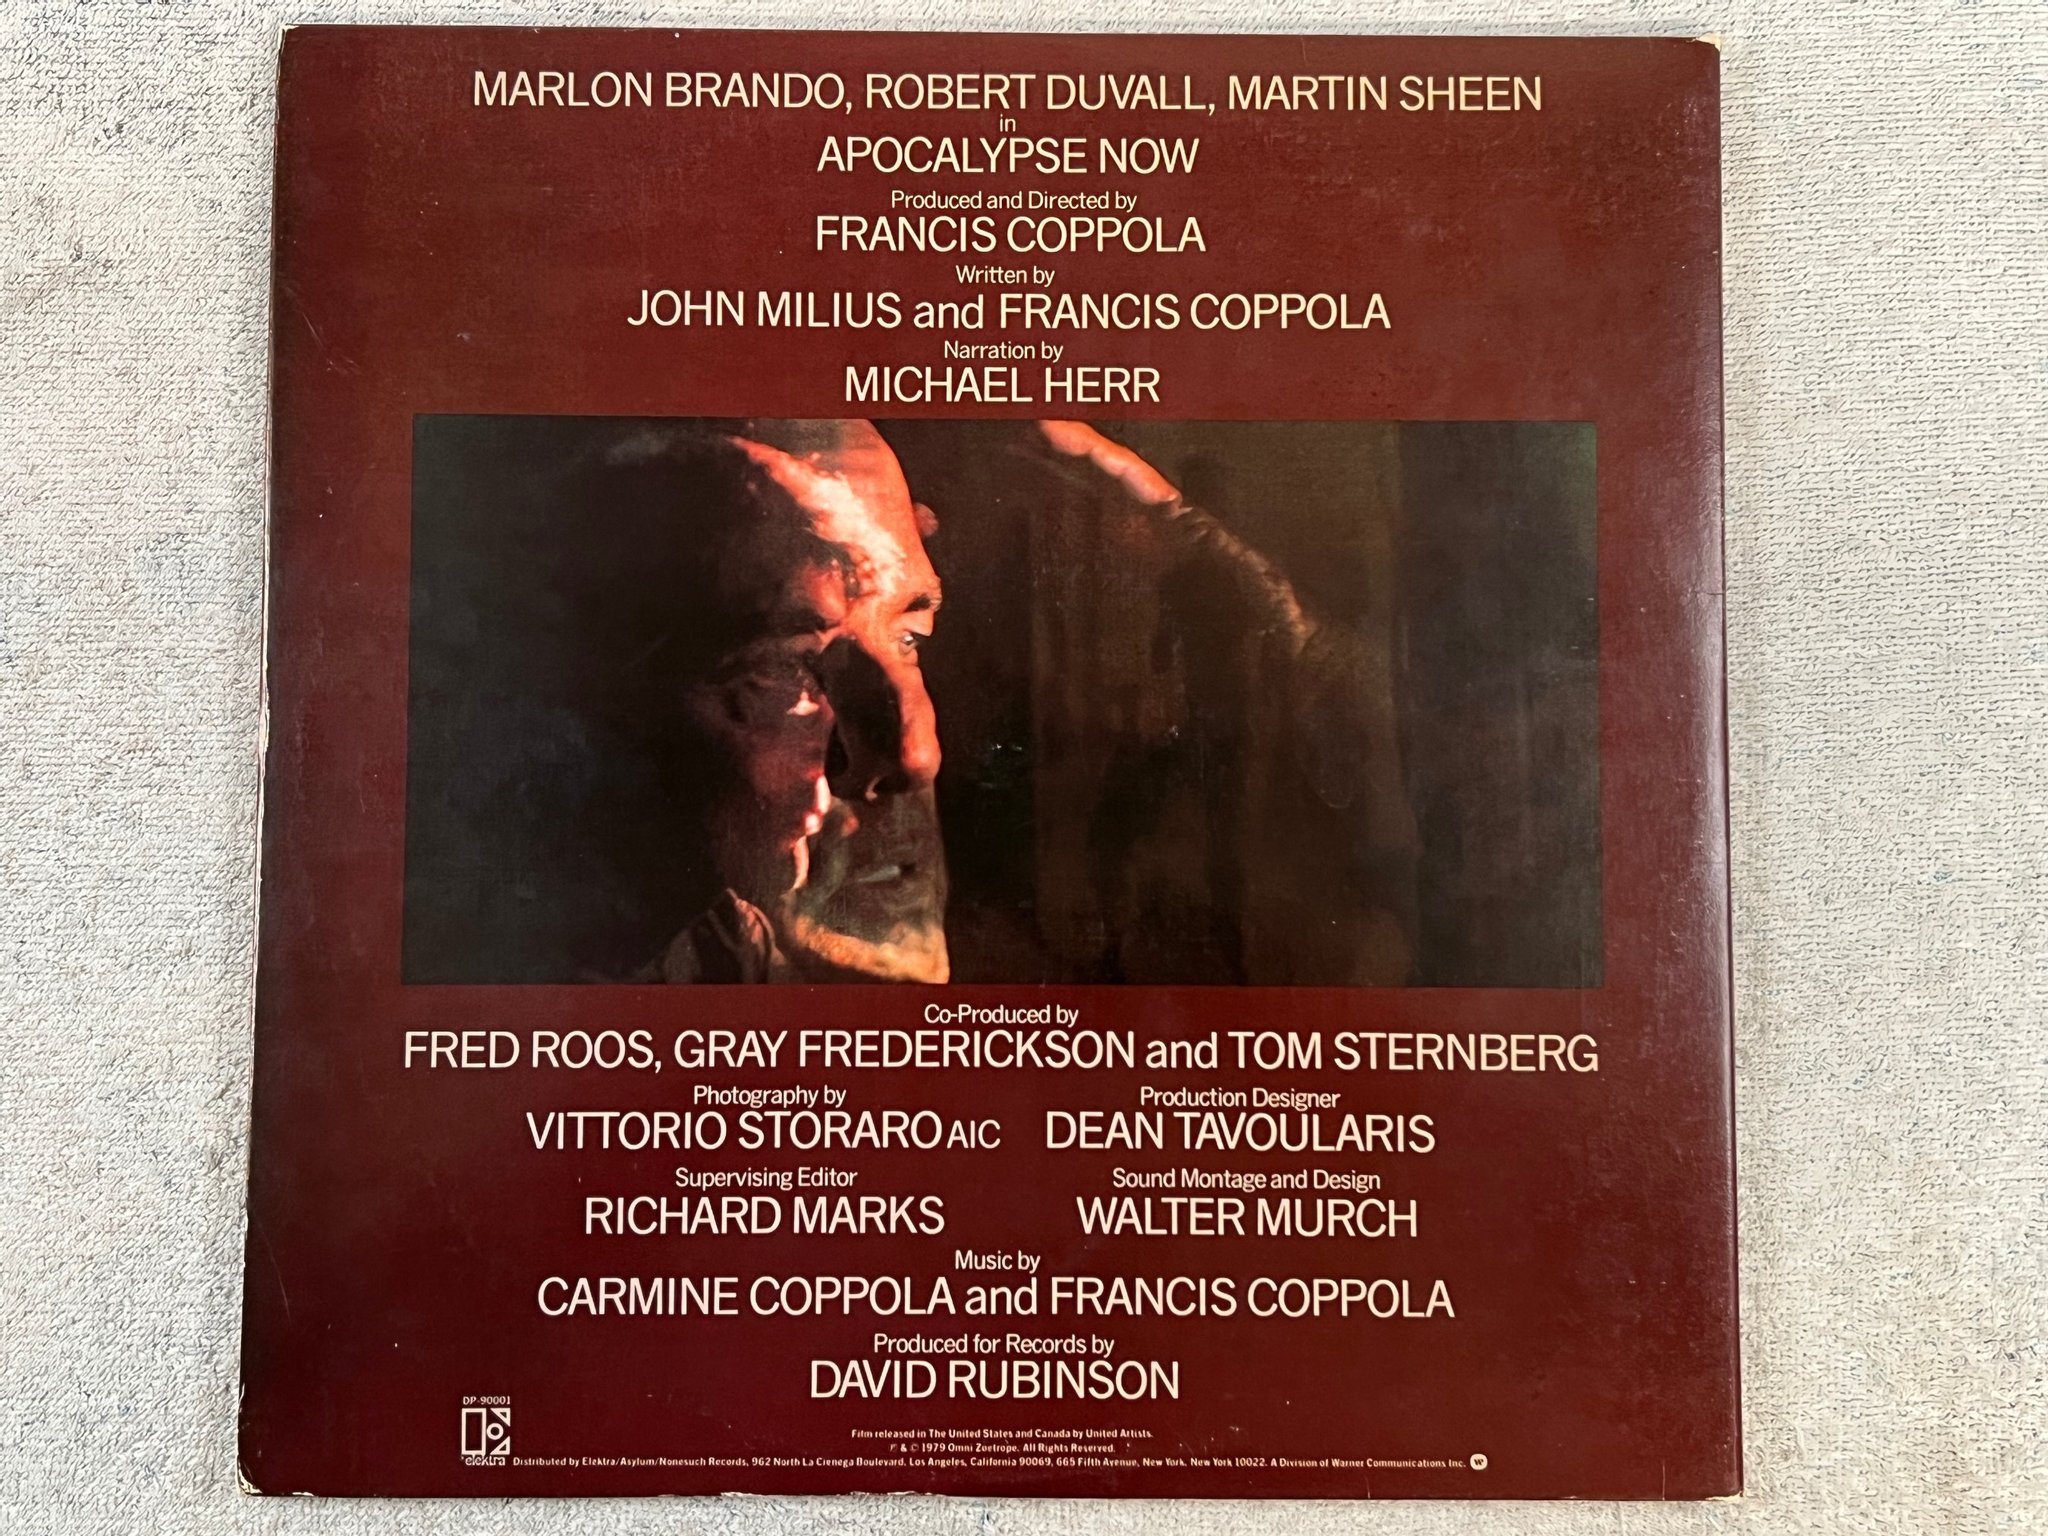 MARLON BRANDO, ROBERT DUVALL, MARTIN SHEEN
in
APOCALYPSE NOW
Produced and Directed by
FRANCIS COPPOLA
Written by
JOHN MILIUS and FRANCIS COPPOLA
Narration by
MICHAEL HERR
Co-Produced by
FRED ROOS, GRAY FREDERICKSON and TOM STERNBERG
Photography by
VITTORIO STORARO AIC
Production Designer
DEAN TAVOULARIS
Supervising Editor
RICHARD MARKS
Sound Montage and Design
WALTER MURCH
Music by
CARMINE COPPOLA and FRANCIS COPPOLA
Produced for Records by
DAVID RUBINSON
DP-90001
elektra
Film released in The United States and Canada by United Artists.
℗ & © 1979 Omni Zoetrope. All Rights Reserved.
Distributed by Elektra/Asylum/Nonesuch Records, 962 North La Cienega Boulevard, Los Angeles, California 90069, 665 Fifth Avenue, New York, New York 10022. A Division of Warner Communications Inc.